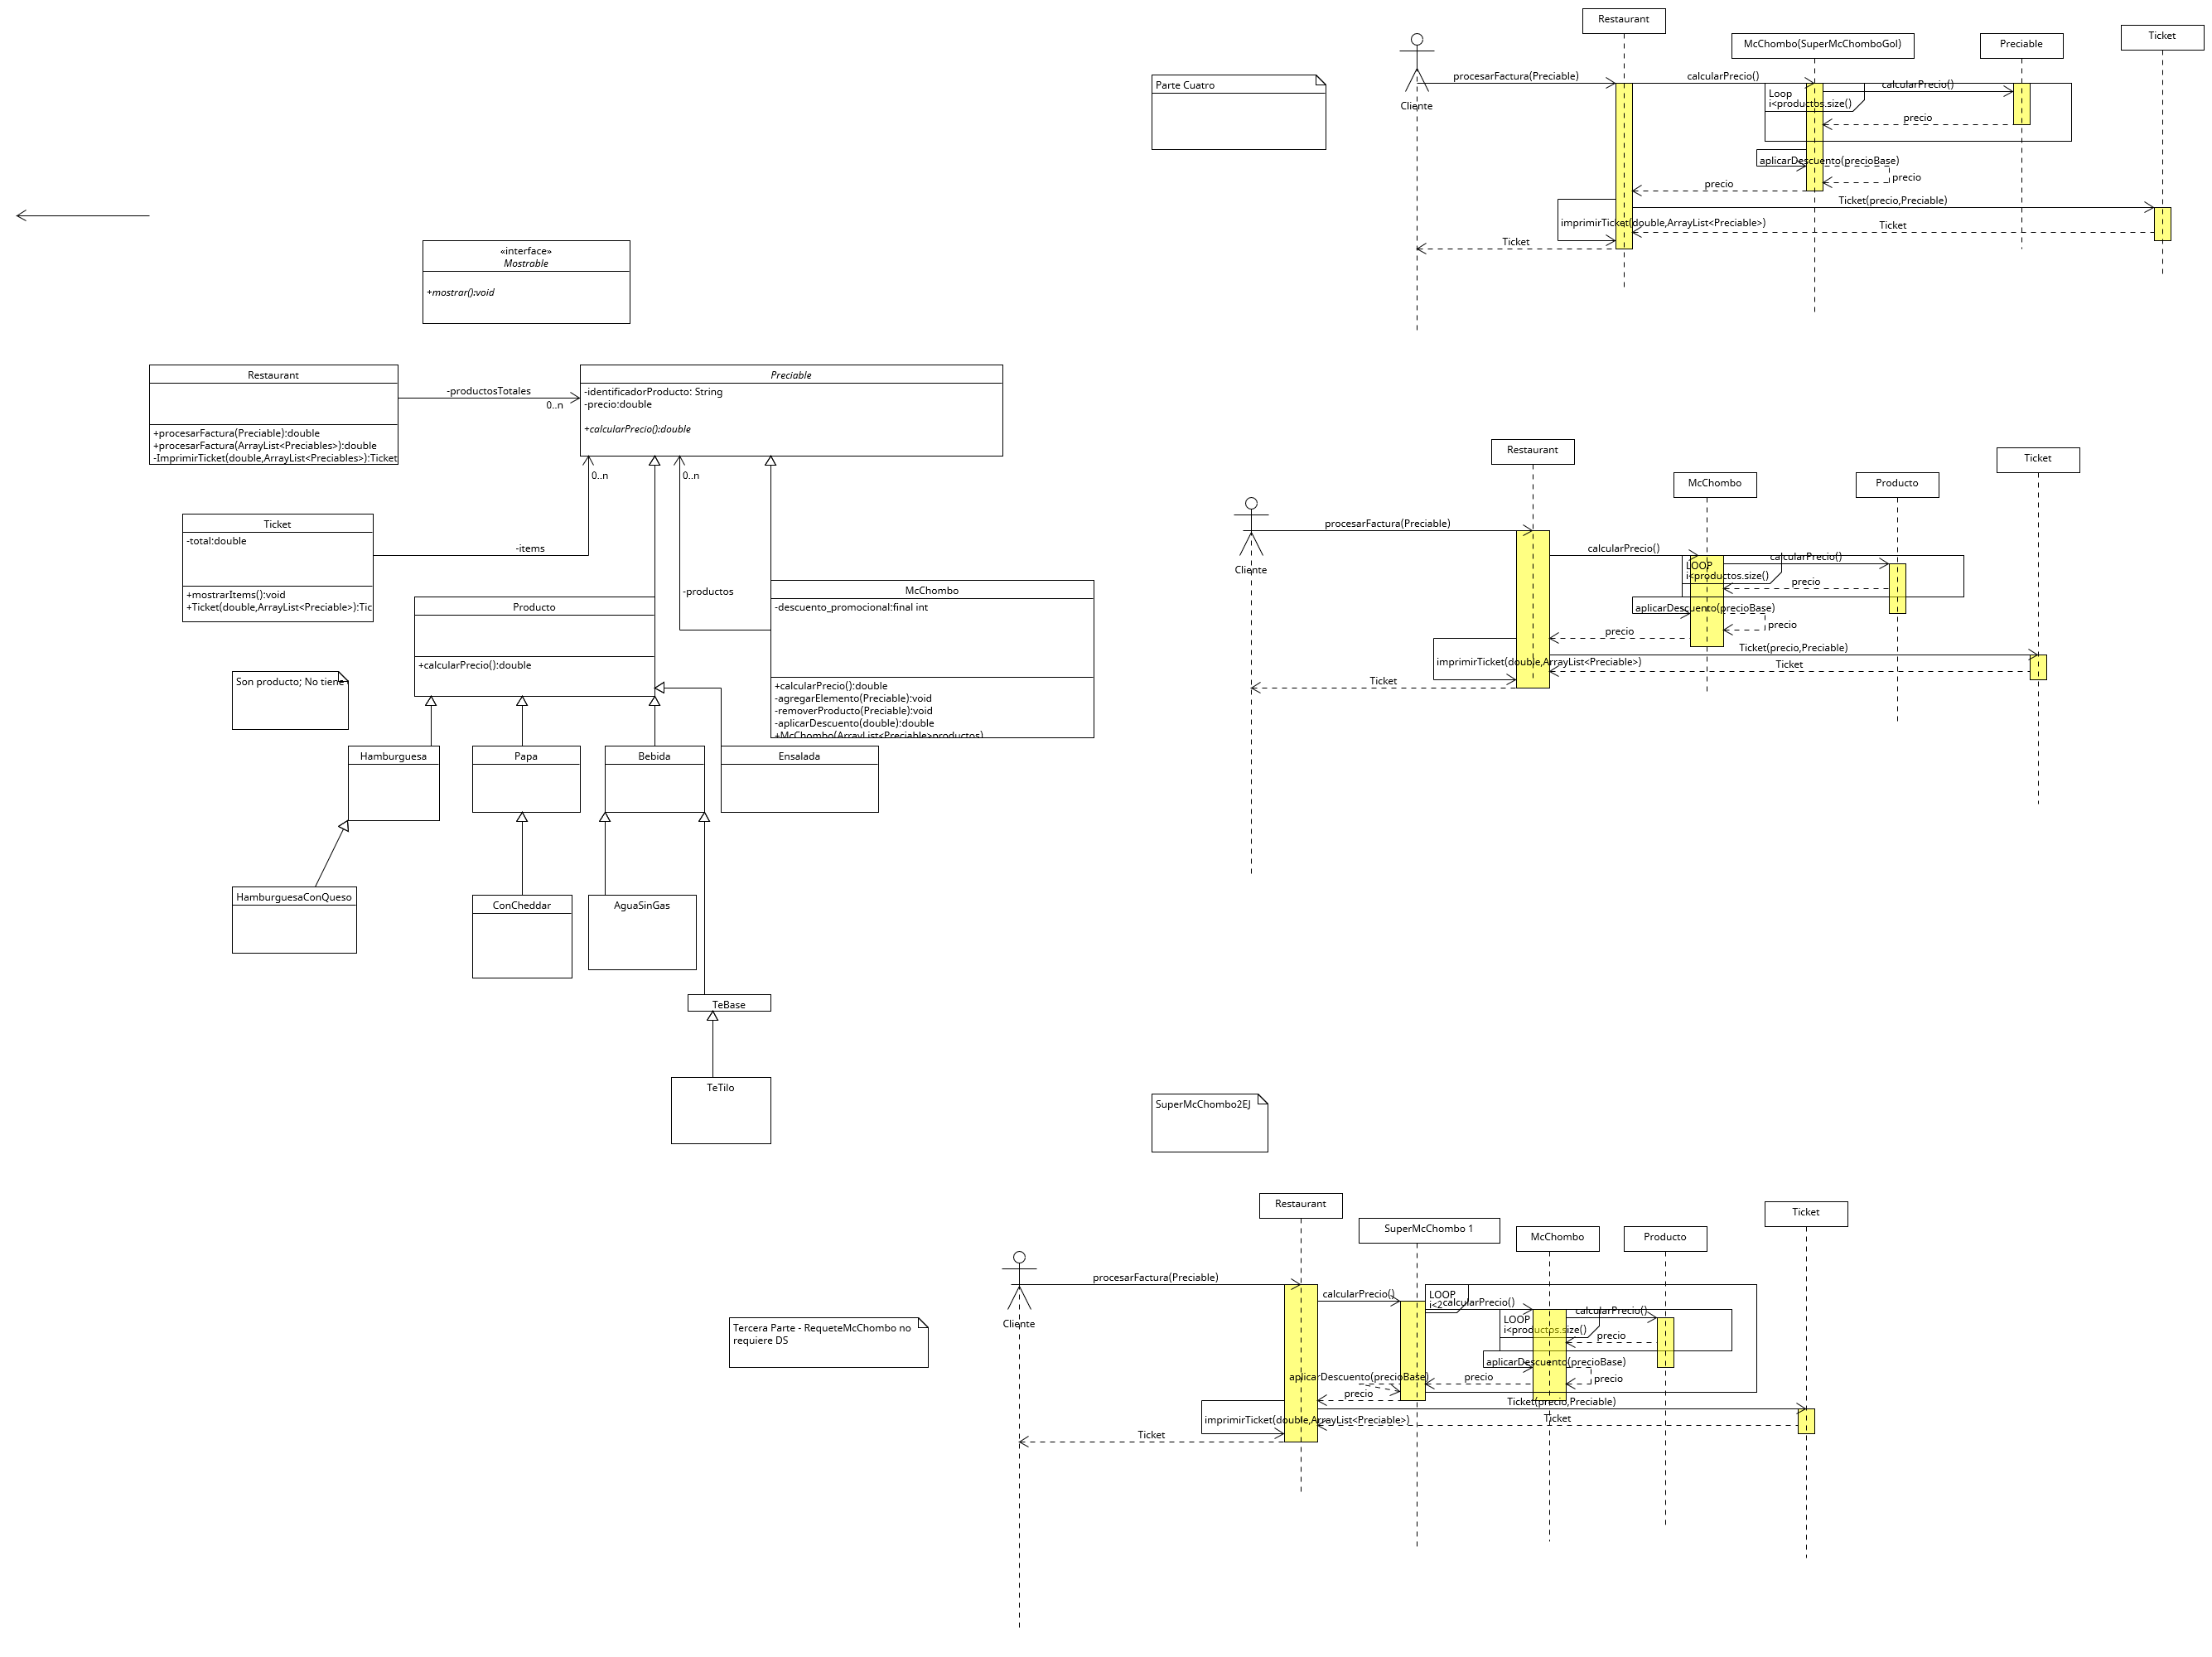 «interface»
Mostrable
+mostrar():void
Restaurant
+procesarFactura(Preciable):double
+procesarFactura(ArrayList<Preciables>):double
-ImprimirTicket(double,ArrayList<Preciables>):Ticket
-productosTotales
0..n
Preciable
-identificadorProducto: String
-precio:double
+calcularPrecio():double
0..n
0..n
Ticket
-total:double
+mostrarItems():void
+Ticket(double,ArrayList<Preciable>):Tic
-items
-productos
McChombo
-descuento_promocional:final int
+calcularPrecio():double
-agregarElemento(Preciable):void
-removerProducto(Preciable):void
-aplicarDescuento(double):double
+McChombo(ArrayList<Preciable>productos)
Producto
+calcularPrecio():double
Son producto; No tiene
Hamburguesa
Papa
Bebida
Ensalada
HamburguesaConQueso
ConCheddar
AguaSinGas
TeBase
TeTilo
Parte Cuatro
Restaurant
McChombo(SuperMcChomboGol)
Preciable
Ticket
Cliente
procesarFactura(Preciable)
calcularPrecio()
Loop
i<productos.size()
calcularPrecio()
precio
aplicarDescuento(precioBase)
precio
precio
Ticket(precio,Preciable)
imprimirTicket(double,ArrayList<Preciable>)
Ticket
Ticket
Restaurant
McChombo
Producto
Ticket
Cliente
procesarFactura(Preciable)
calcularPrecio()
LOOP
i<productos.size()
calcularPrecio()
precio
aplicarDescuento(precioBase)
precio
precio
Ticket(precio,Preciable)
imprimirTicket(double,ArrayList<Preciable>)
Ticket
Ticket
SuperMcChombo2EJ
Tercera Parte - RequeteMcChombo no
requiere DS
Restaurant
SuperMcChombo 1
McChombo
Producto
Ticket
Cliente
procesarFactura(Preciable)
calcularPrecio()
LOOP
i<2
calcularPrecio()
LOOP
i<productos.size()
calcularPrecio()
precio
aplicarDescuento(precioBase)
precio
precio
aplicarDescuento(precioBase)
precio
Ticket(precio,Preciable)
imprimirTicket(double,ArrayList<Preciable>)
Ticket
Ticket